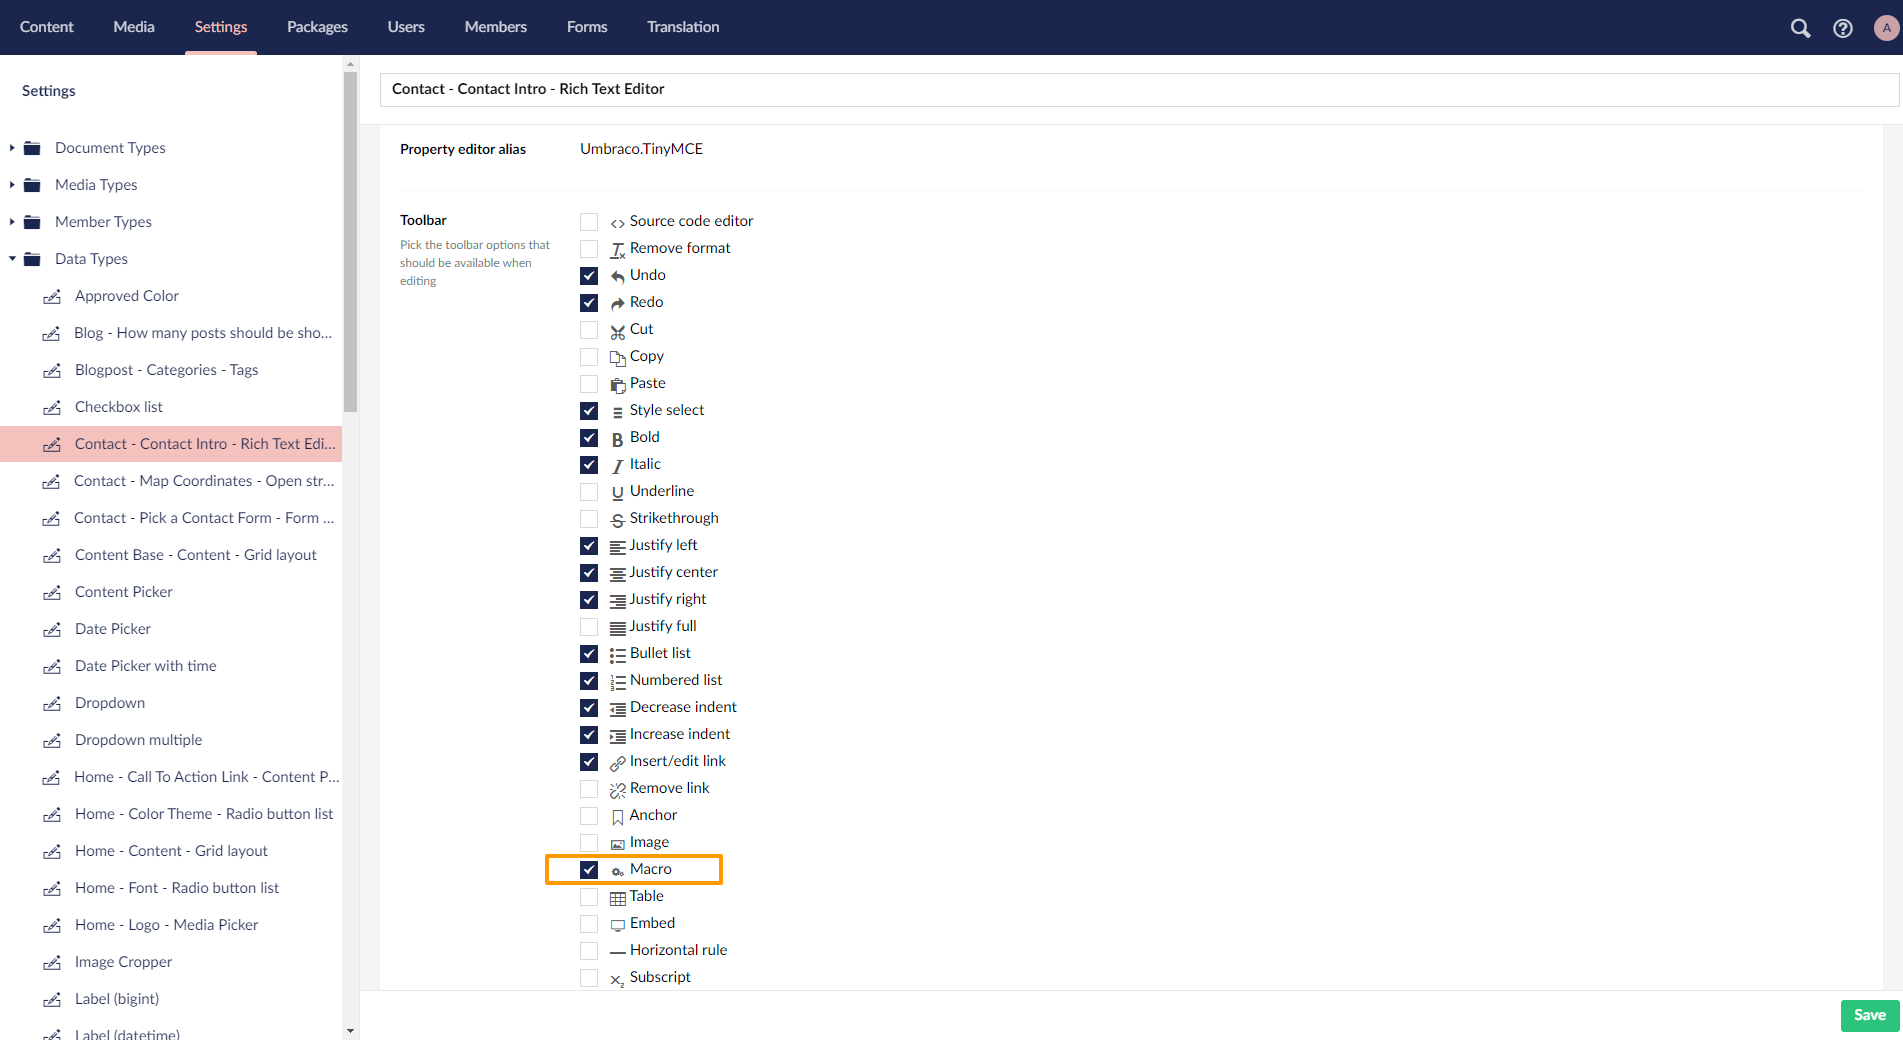 Content Media Settings Packages Users Members Forms Translation A
Settings
Document Types
Media Types
Member Types
Data Types
Approved Color
Blog - How many posts should be sho...
Blogpost - Categories - Tags
Checkbox list
Contact - Contact Intro - Rich Text Edi...
Contact - Map Coordinates - Open str...
Contact - Pick a Contact Form - Form ...
Content Base - Content - Grid layout
Content Picker
Date Picker
Date Picker with time
Dropdown
Dropdown multiple
Home - Call To Action Link - Content P...
Home - Color Theme - Radio button list
Home - Content - Grid layout
Home - Font - Radio button list
Home - Logo - Media Picker
Image Cropper
Label (bigint)
Label (datetime)
Contact - Contact Intro - Rich Text Editor
Property editor alias
Umbraco.TinyMCE
Toolbar
Pick the toolbar options that
should be available when
editing
Source code editor
Remove format
Undo
Redo
Cut
Copy
Paste
Style select
Bold
Italic
Underline
Strikethrough
Justify left
Justify center
Justify right
Justify full
Bullet list
Numbered list
Decrease indent
Increase indent
Insert/edit link
Remove link
Anchor
Image
Macro
Table
Embed
Horizontal rule
Subscript
Save